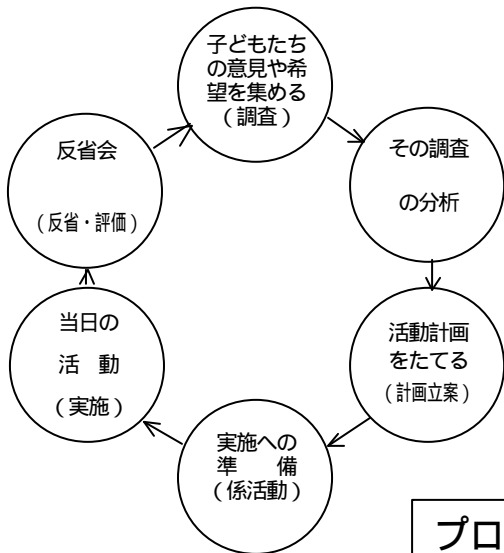 子どもたち
の意見や希
望を集める
(調査)
その調査
の分析
活動計画
をたてる
(計画立案)
実施への
準　備
(係活動)
当日の
活　動
(実施)
反省会
(反省・評価)
プロ